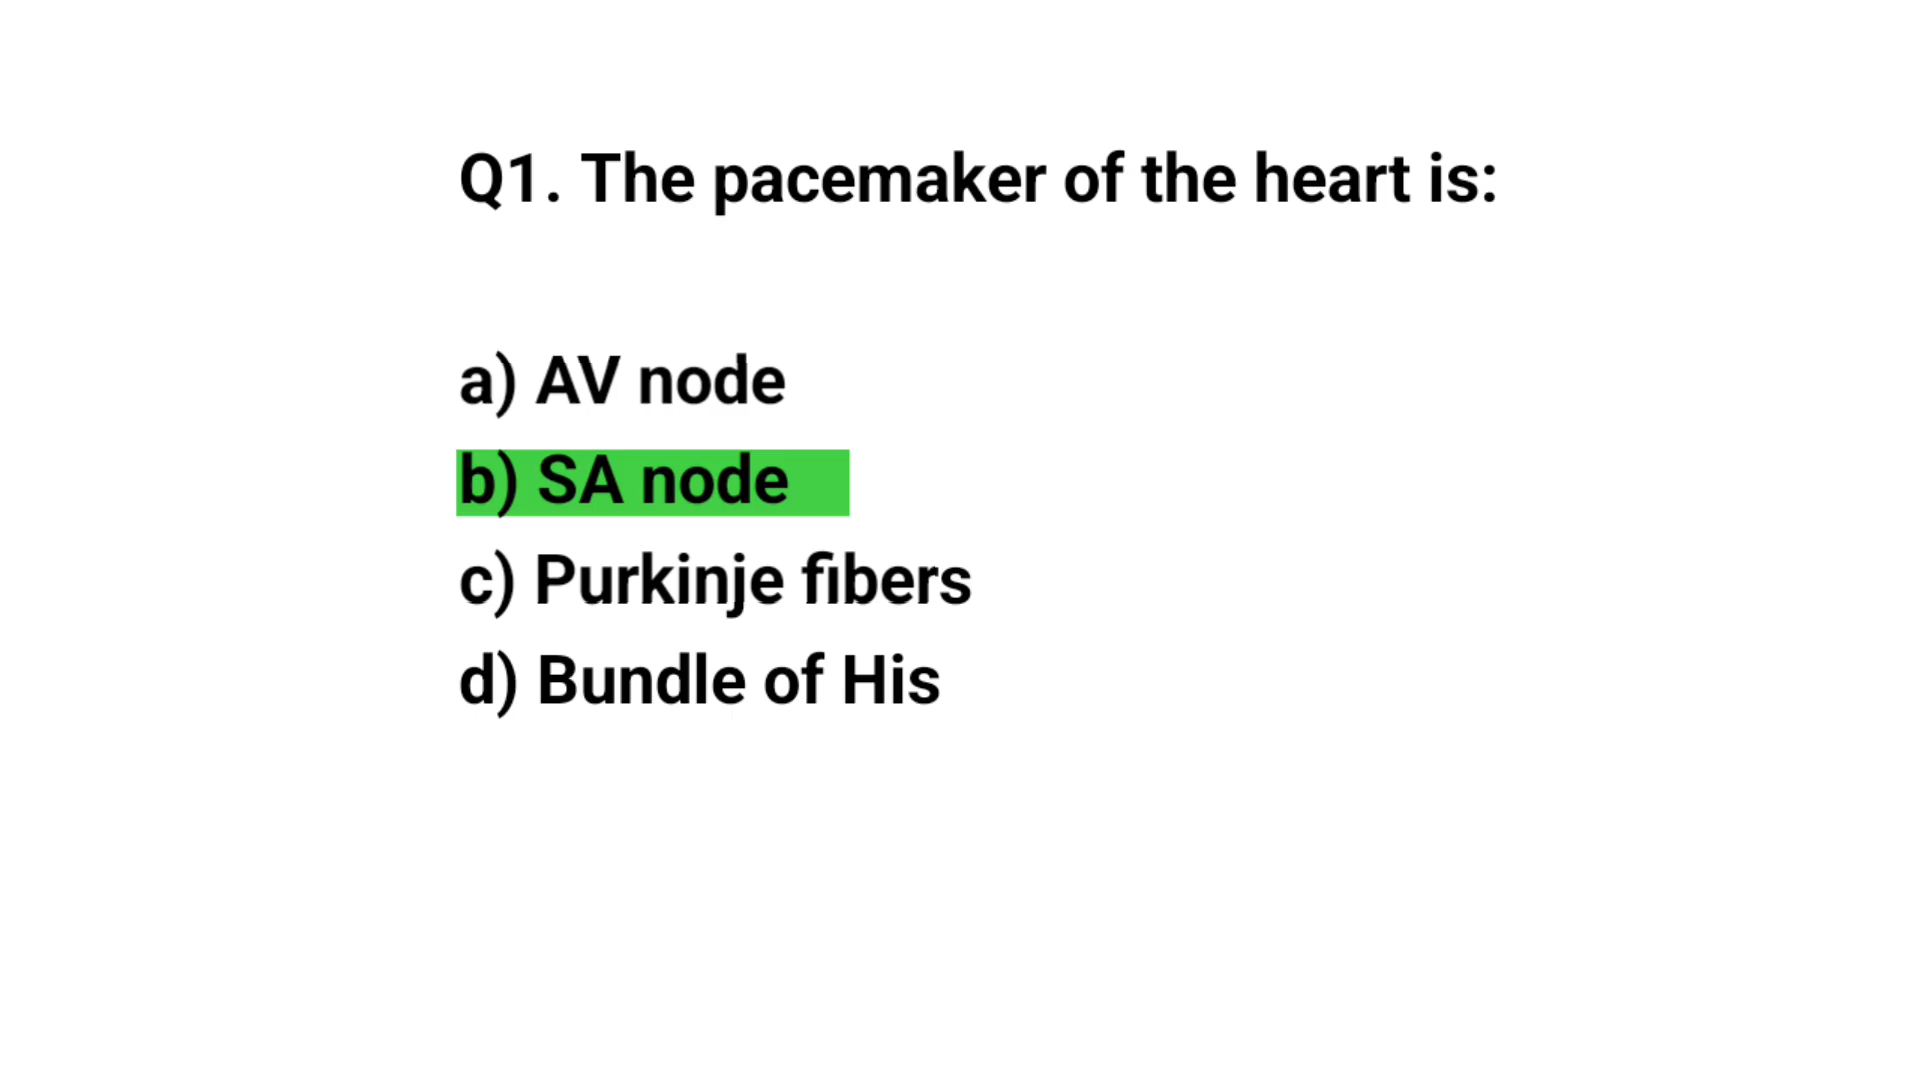 Q1. The pacemaker of the heart is:
a) AV node
b) SA node
c) Purkinje fibers
d) Bundle of His